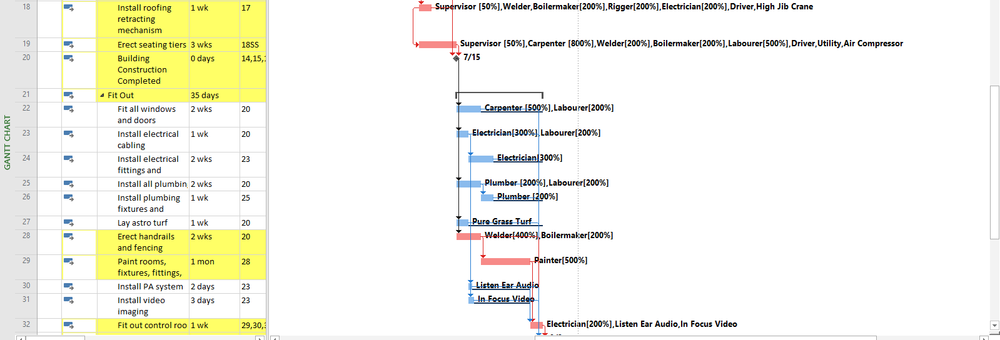 GANTT CHART
18 Install roofing 1 wk 17 Supervisor [50%],Welder,Boilermaker[200%],Rigger[200%],Electrician[200%],Driver,High Jib Crane
retracting
mechanism
19 Erect seating tiers 3 wks 18SS Supervisor [50%],Carpenter [800%],Welder[200%],Boilermaker[200%],Labourer[500%],Driver,Utility,Air Compressor
20 Building 0 days 14,15,1 7/15
Construction
Completed
21 Fit Out 35 days
22 Fit all windows 2 wks 20 Carpenter [500%],Labourer[200%]
and doors
23 Install electrical 1 wk 20 Electrician[300%],Labourer[200%]
cabling
24 Install electrical 2 wks 23 Electrician[300%]
fittings and
25 Install all plumbin 2 wks 20 Plumber [200%],Labourer[200%]
26 Install plumbing 1 wk 25 Plumber [200%]
fixtures and
27 Lay astro turf 1 wk 20 Pure Grass Turf
28 Erect handrails 2 wks 20 Welder[400%],Boilermaker[200%]
and fencing
29 Paint rooms, 1 mon 28 Painter[500%]
fixtures, fittings,
30 Install PA system 2 days 23 Listen Ear Audio
31 Install video 3 days 23 In Focus Video
imaging
32 Fit out control roo 1 wk 29,30,3 Electrician[200%],Listen Ear Audio,In Focus Video